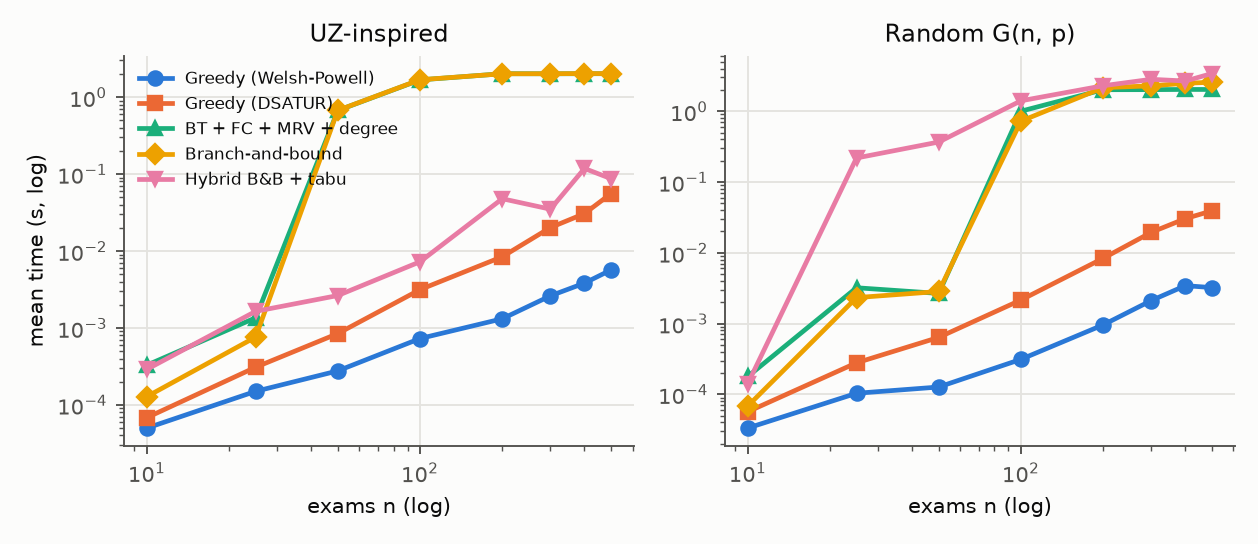 UZ-inspired
Greedy (Welsh-Powell)
Greedy (DSATUR)
BT + FC + MRV + degree
Branch-and-bound
Hybrid B&B + tabu
mean time (s, log)
10⁰
10⁻¹
10⁻²
10⁻³
10⁻⁴
10¹
10²
exams n (log)
Random G(n, p)
10⁰
10⁻¹
10⁻²
10⁻³
10⁻⁴
10¹
10²
exams n (log)